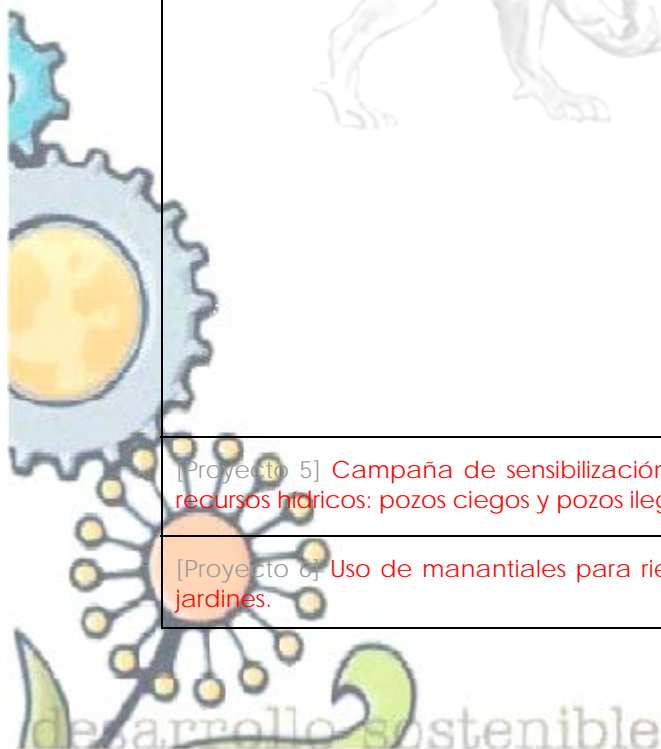 [Proyecto 5] Campaña de sensibilización
recursos hídricos: pozos ciegos y pozos ileg
[Proyecto 6] Uso de manantiales para rie
jardines.
desarrollo sostenible